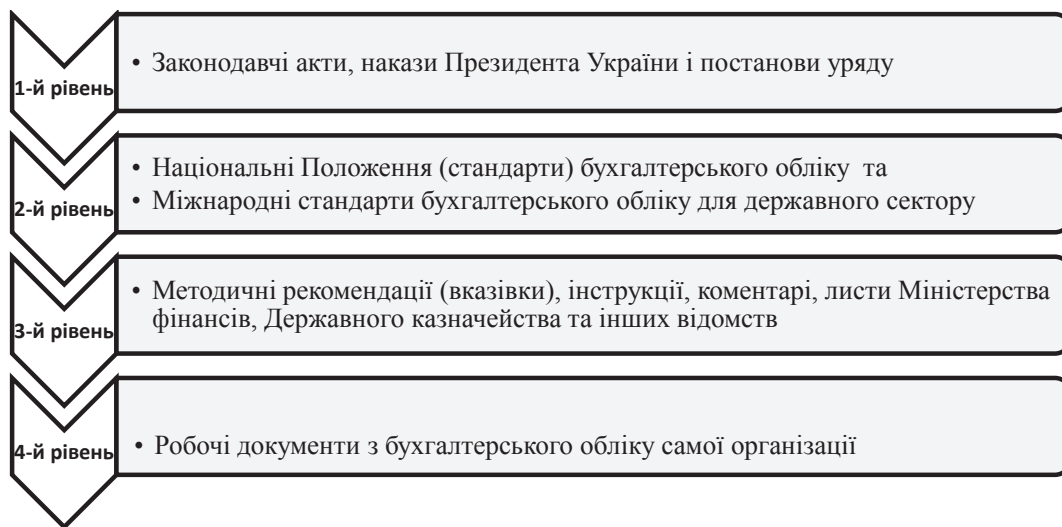 1-й рівень
• Законодавчі акти, накази Президента України і постанови уряду
2-й рівень
• Національні Положення (стандарти) бухгалтерського обліку та
• Міжнародні стандарти бухгалтерського обліку для державного сектору
3-й рівень
• Методичні рекомендації (вказівки), інструкції, коментарі, листи Міністерства
фінансів, Державного казначейства та інших відомств
4-й рівень
• Робочі документи з бухгалтерського обліку самої організації